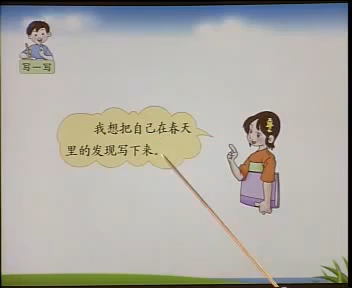 写一写
我想把自己在春天
里的发现写下来。